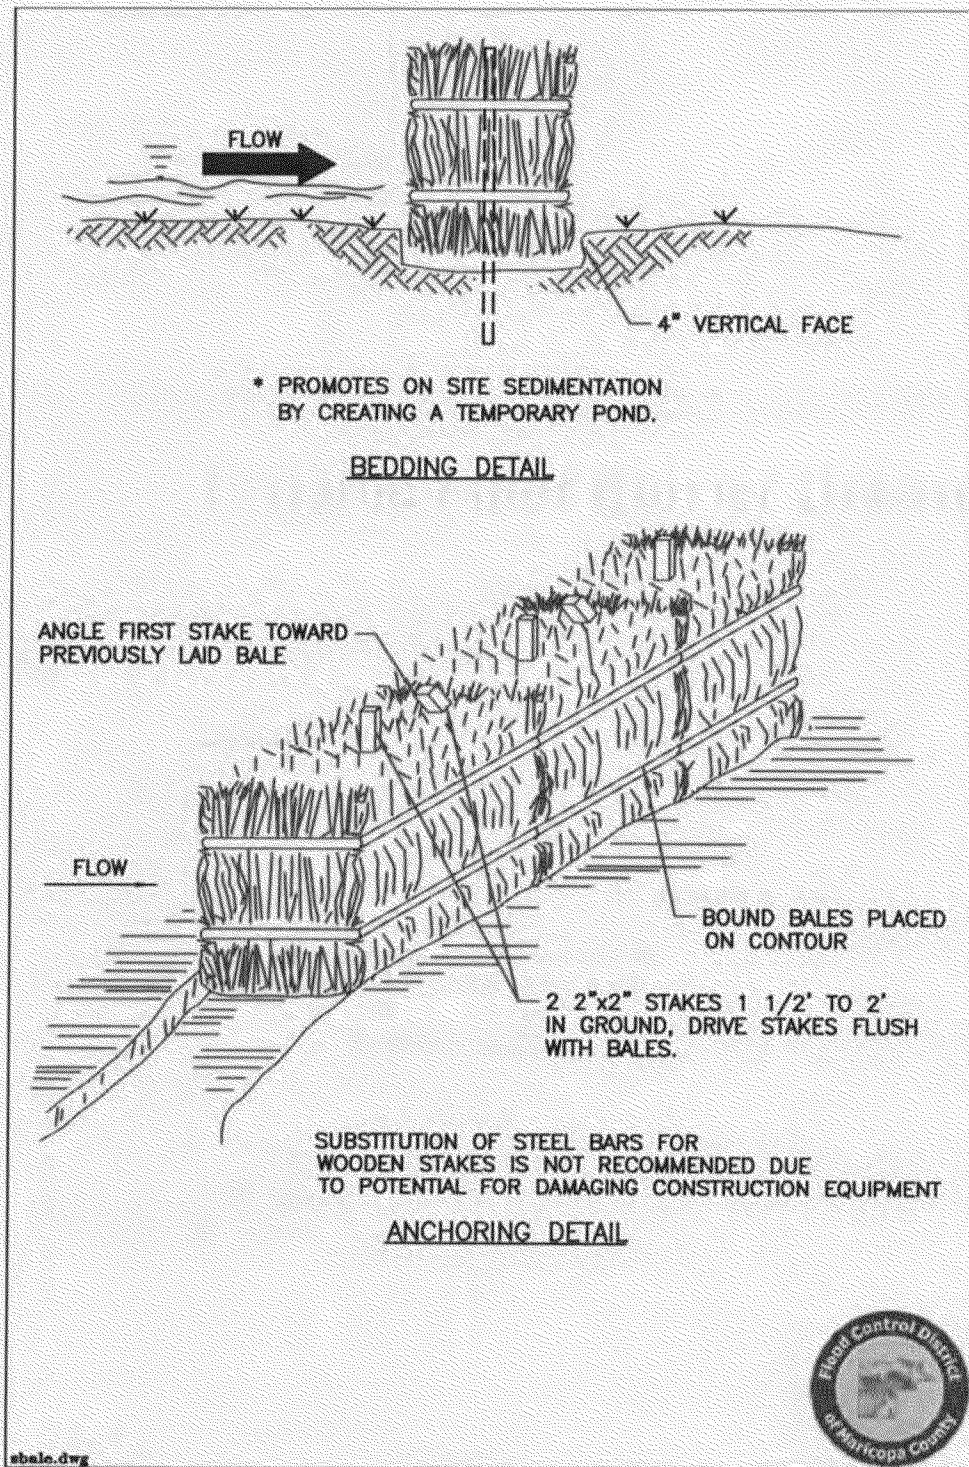 FLOW
4" VERTICAL FACE
* PROMOTES ON SITE SEDIMENTATION
BY CREATING A TEMPORARY POND.
BEDDING DETAIL
ANGLE FIRST STAKE TOWARD
PREVIOUSLY LAID BALE
FLOW
BOUND BALES PLACED
ON CONTOUR
2 2"x2" STAKES 1 1/2' TO 2'
IN GROUND, DRIVE STAKES FLUSH
WITH BALES.
SUBSTITUTION OF STEEL BARS FOR
WOODEN STAKES IS NOT RECOMMENDED DUE
TO POTENTIAL FOR DAMAGING CONSTRUCTION EQUIPMENT
ANCHORING DETAIL
Flood Control District
of Maricopa County
sbale.dwg